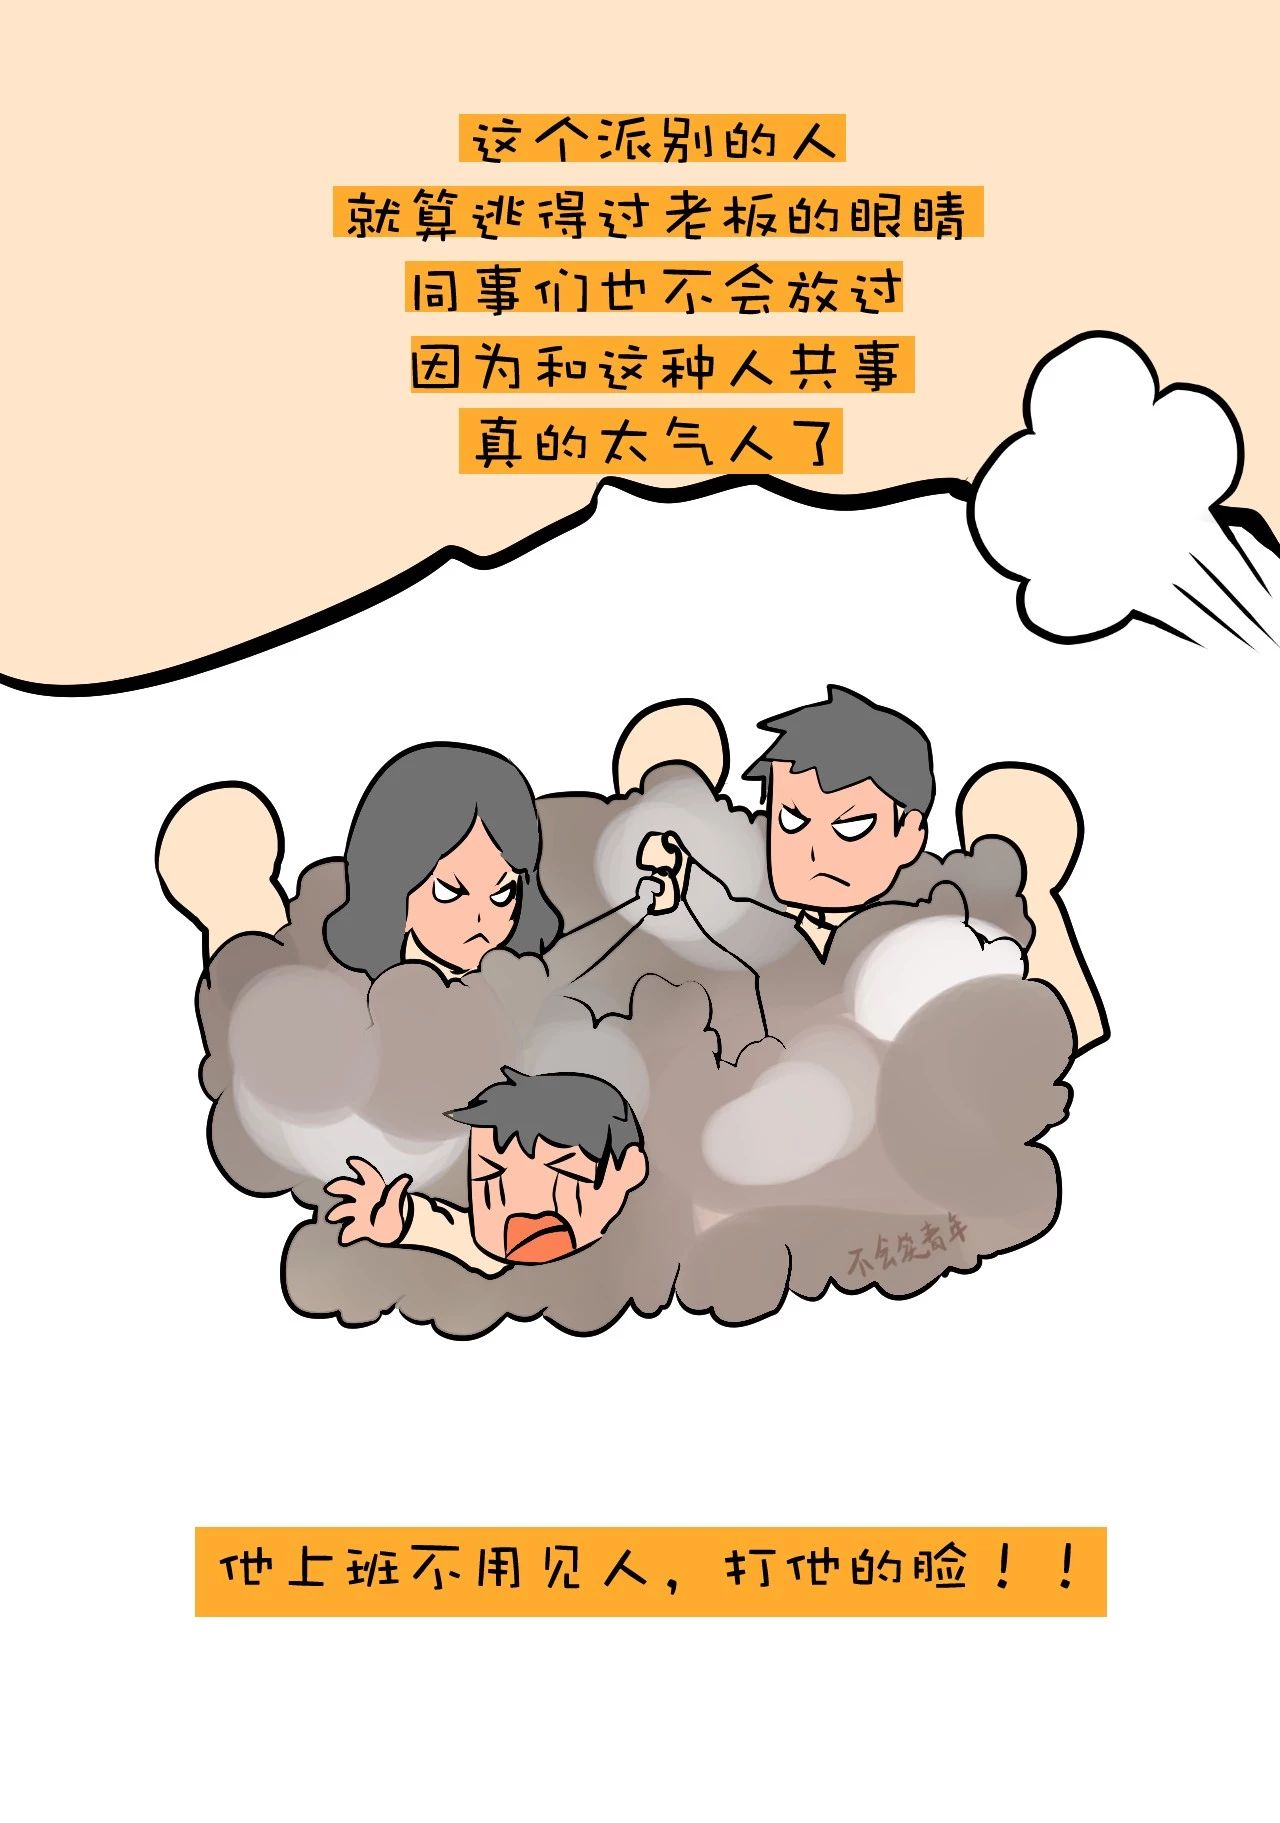 这个派别的人
就算逃得过老板的眼睛
同事们也不会放过
因为和这种人共事
真的太气人了
不会笑青年
他上班不用见人，打他的脸！！